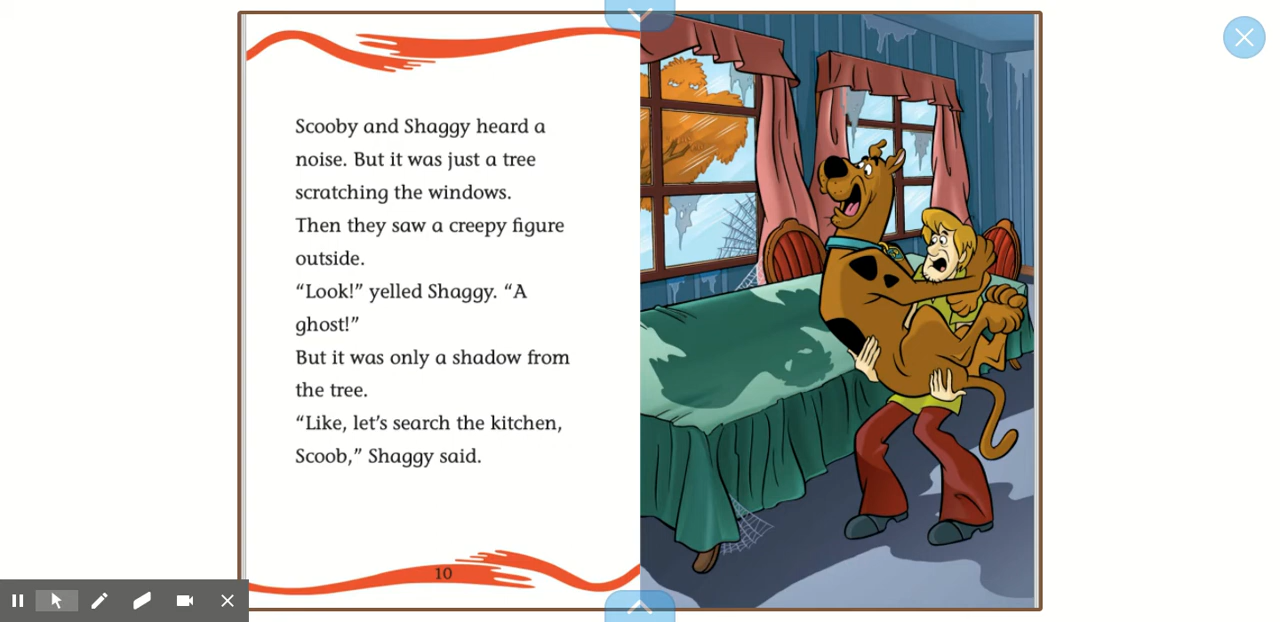 Scooby and Shaggy heard a
noise. But it was just a tree
scratching the windows.
Then they saw a creepy figure
outside.
“Look!” yelled Shaggy. “A
ghost!”
But it was only a shadow from
the tree.
“Like, let’s search the kitchen,
Scoob,” Shaggy said.
10